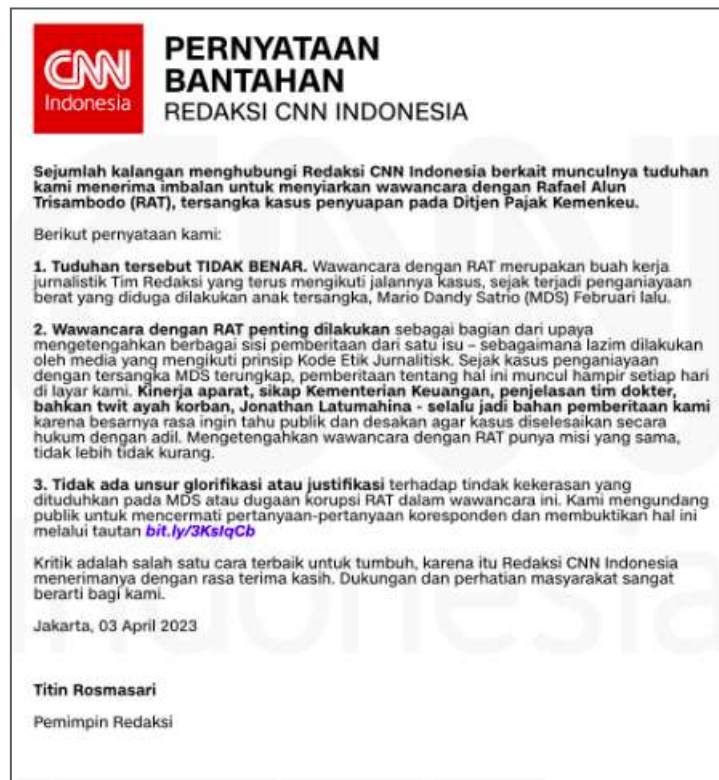 CNN
Indonesia
PERNYATAAN
BANTAHAN
REDAKSI CNN INDONESIA
Sejumlah kalangan menghubungi Redaksi CNN Indonesia berkait munculnya tuduhan
kami menerima imbalan untuk menyiarkan wawancara dengan Rafael Alun
Trisambodo (RAT), tersangka kasus penyuapan pada Ditjen Pajak Kemenkeu.
Berikut pernyataan kami:
1. Tuduhan tersebut TIDAK BENAR. Wawancara dengan RAT merupakan buah kerja
jurnalistik Tim Redaksi yang terus mengikuti jalannya kasus, sejak terjadi penganiayaan
berat yang diduga dilakukan anak tersangka, Mario Dandy Satrio (MDS) Februari lalu.
2. Wawancara dengan RAT penting dilakukan sebagai bagian dari upaya
mengetengahkan berbagai sisi pemberitaan dari satu isu – sebagaimana lazim dilakukan
oleh media yang mengikuti prinsip Kode Etik Jurnalitisk. Sejak kasus penganiayaan
dengan tersangka MDS terungkap, pemberitaan tentang hal ini muncul hampir setiap hari
di layar kami. Kinerja aparat, sikap Kementerian Keuangan, penjelasan tim dokter,
bahkan twit ayah korban, Jonathan Latumahina - selalu jadi bahan pemberitaan kami
karena besarnya rasa ingin tahu publik dan desakan agar kasus diselesaikan secara
hukum dengan adil. Mengetengahkan wawancara dengan RAT punya misi yang sama,
tidak lebih tidak kurang.
3. Tidak ada unsur glorifikasi atau justifikasi terhadap tindak kekerasan yang
dituduhkan pada MDS atau dugaan korupsi RAT dalam wawancara ini. Kami mengundang
publik untuk mencermati pertanyaan-pertanyaan koresponden dan membuktikan hal ini
melalui tautan bit.ly/3KsIqCb
Kritik adalah salah satu cara terbaik untuk tumbuh, karena itu Redaksi CNN Indonesia
menerimanya dengan rasa terima kasih. Dukungan dan perhatian masyarakat sangat
berarti bagi kami.
Jakarta, 03 April 2023
Titin Rosmasari
Pemimpin Redaksi